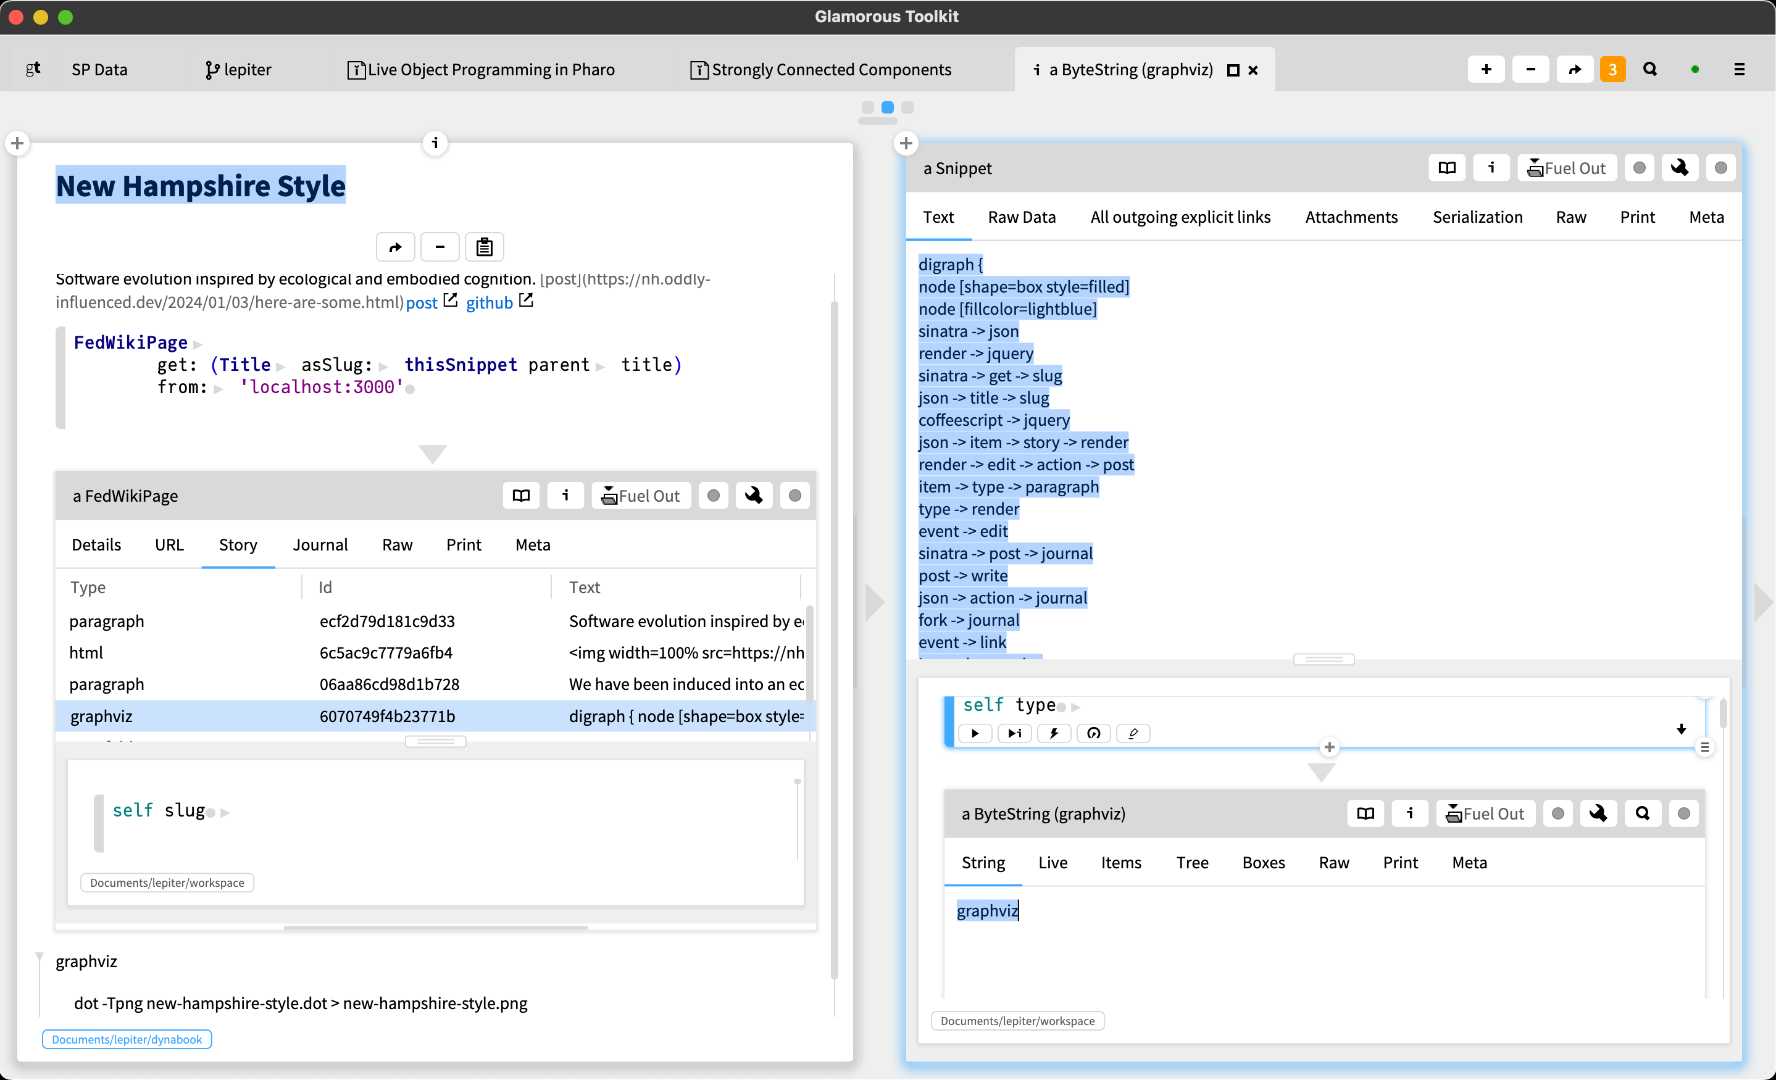 Glamorous Toolkit
gt
SP Data
lepiter
Live Object Programming in Pharo
Strongly Connected Components
i a ByteString (graphviz)
3
New Hampshire Style
Software evolution inspired by ecological and embodied cognition. [post](https://nh.oddly-
influenced.dev/2024/01/03/here-are-some.html)post github
FedWikiPage
get: (Title asSlug: thisSnippet parent title)
from: 'localhost:3000'
a FedWikiPage
i
Fuel Out
Details URL Story Journal Raw Print Meta
Type Id Text
paragraph ecf2d79d181c9d33 Software evolution inspired by e
html 6c5ac9c7779a6fb4 <img width=100% src=https://nh
paragraph 06aa86cd98d1b728 We have been induced into an ec
graphviz 6070749f4b23771b digraph { node [shape=box style=
self slug
Documents/lepiter/workspace
graphviz
dot -Tpng new-hampshire-style.dot > new-hampshire-style.png
Documents/lepiter/dynabook
a Snippet
i
Fuel Out
Text Raw Data All outgoing explicit links Attachments Serialization Raw Print Meta
digraph {
node [shape=box style=filled]
node [fillcolor=lightblue]
sinatra -> json
render -> jquery
sinatra -> get -> slug
json -> title -> slug
coffeescript -> jquery
json -> item -> story -> render
render -> edit -> action -> post
item -> type -> paragraph
type -> render
event -> edit
sinatra -> post -> journal
post -> write
json -> action -> journal
fork -> journal
event -> link
self type
a ByteString (graphviz)
i
Fuel Out
String Live Items Tree Boxes Raw Print Meta
graphviz
Documents/lepiter/workspace